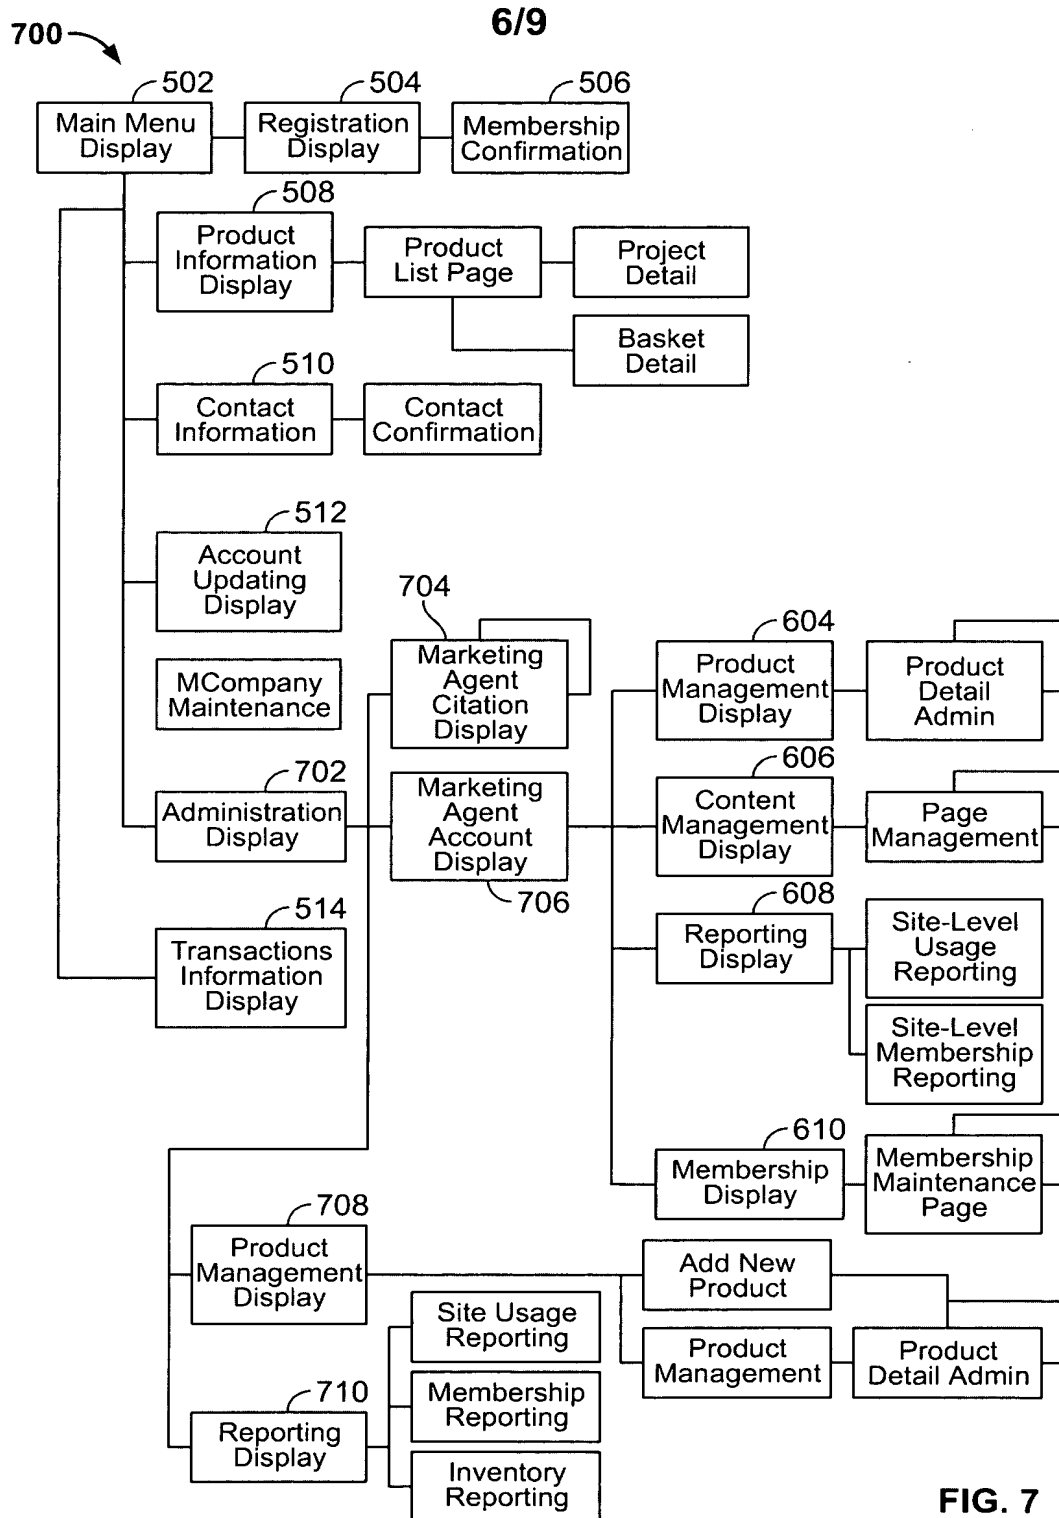 6/9
700
502
504
506
Main Menu
Display
Registration
Display
Membership
Confirmation
508
Product
Information
Display
Product
List Page
Project
Detail
Basket
Detail
510
Contact
Information
Contact
Confirmation
512
Account
Updating
Display
MCompany
Maintenance
704
Marketing
Agent
Citation
Display
604
Product
Management
Display
Product
Detail
Admin
702
Administration
Display
Marketing
Agent
Account
Display
706
606
Content
Management
Display
Page
Management
514
Transactions
Information
Display
608
Reporting
Display
Site-Level
Usage
Reporting
Site-Level
Membership
Reporting
610
Membership
Display
Membership
Maintenance
Page
708
Product
Management
Display
Add New
Product
Product
Management
Product
Detail Admin
710
Reporting
Display
Site Usage
Reporting
Membership
Reporting
Inventory
Reporting
FIG. 7